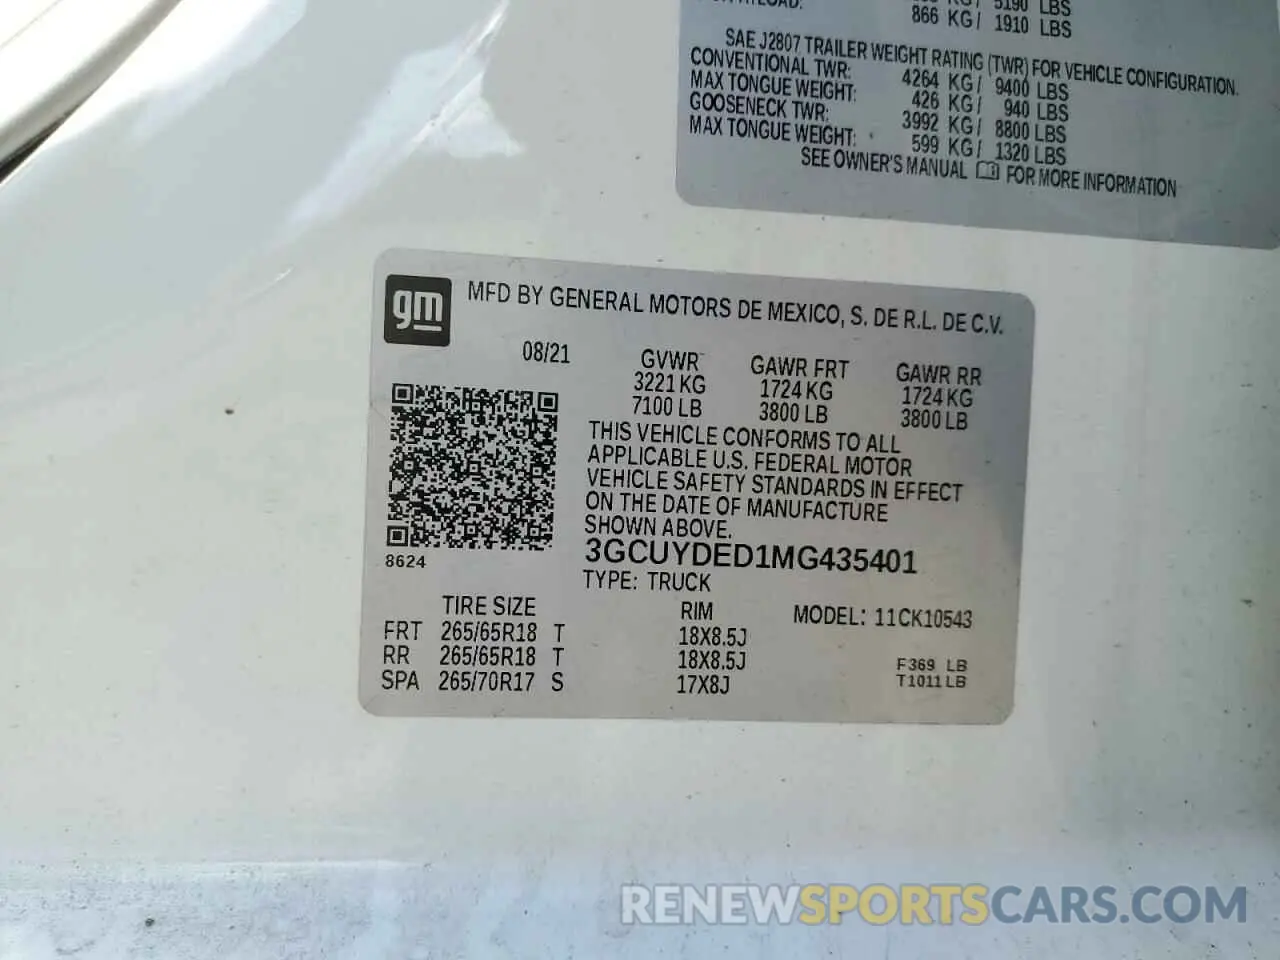 5190 LBS
866 KG/ 1910 LBS
SAE J2807 TRAILER WEIGHT RATING (TWR) FOR VEHICLE CONFIGURATION.
CONVENTIONAL TWR: 4264 KG/ 9400 LBS
MAX TONGUE WEIGHT: 426 KG/ 940 LBS
GOOSENECK TWR: 3992 KG/ 8800 LBS
MAX TONGUE WEIGHT: 599 KG/ 1320 LBS
SEE OWNER'S MANUAL FOR MORE INFORMATION
gm
MFD BY GENERAL MOTORS DE MEXICO, S. DE R.L. DE C.V.
08/21 GVWR GAWR FRT GAWR RR
3221 KG 1724 KG 1724 KG
7100 LB 3800 LB 3800 LB
THIS VEHICLE CONFORMS TO ALL
APPLICABLE U.S. FEDERAL MOTOR
VEHICLE SAFETY STANDARDS IN EFFECT
ON THE DATE OF MANUFACTURE
SHOWN ABOVE.
8624
3GCUYDED1MG435401
TYPE: TRUCK
TIRE SIZE RIM MODEL: 11CK10543
FRT 265/65R18 T 18X8.5J
RR 265/65R18 T 18X8.5J
SPA 265/70R17 S 17X8J
F369 LB
T1011 LB
RENEWSPORTSCARS.COM